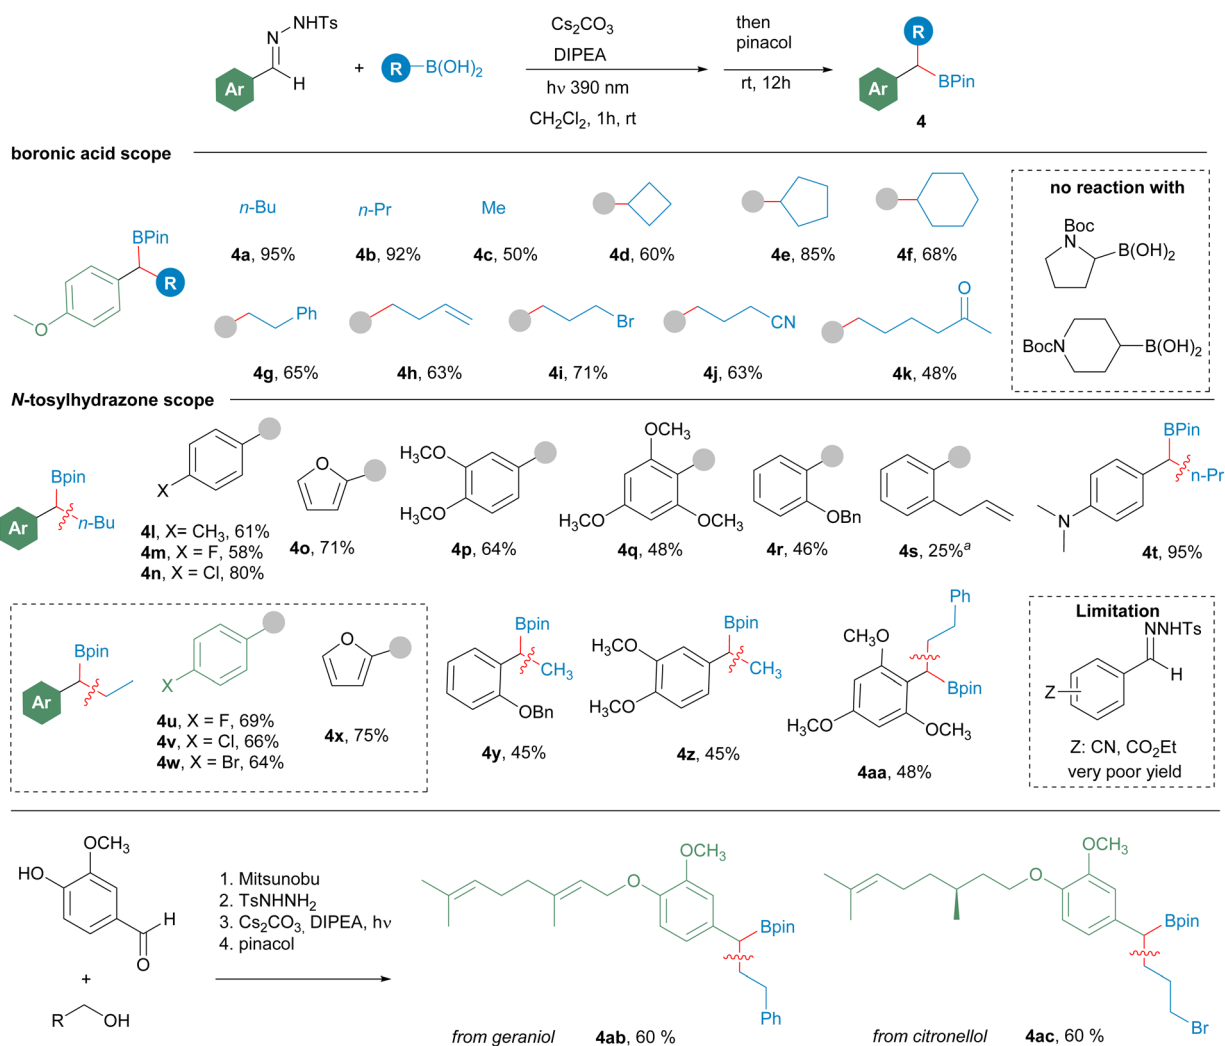 NHTs
N
H
Ar
+
R
B(OH)2
Cs2CO3
DIPEA
hν 390 nm
CH2Cl2, 1h, rt
then
pinacol
rt, 12h
R
Ar
BPin
4
boronic acid scope
BPin
R
O
n-Bu
4a, 95%
n-Pr
4b, 92%
Me
4c, 50%
4d, 60%
4e, 85%
4f, 68%
Ph
4g, 65%
4h, 63%
Br
4i, 71%
CN
4j, 63%
O
4k, 48%
no reaction with
Boc
N
B(OH)2
BocN
B(OH)2
N-tosylhydrazone scope
Bpin
Ar
n-Bu
X
4l, X= CH3, 61%
4m, X = F, 58%
4n, X = Cl, 80%
O
4o, 71%
H3CO
OCH3
4p, 64%
OCH3
OCH3
OCH3
4q, 48%
OBn
4r, 46%
4s, 25%a
BPin
n-Pr
N
4t, 95%
Bpin
Ar
X
4u, X = F, 69%
4v, X = Cl, 66%
4w, X = Br, 64%
O
4x, 75%
Bpin
CH3
OBn
4y, 45%
Bpin
OCH3
CH3
OCH3
4z, 45%
Ph
OCH3
Bpin
OCH3
OCH3
4aa, 48%
Limitation
NNHTs
H
Z
Z: CN, CO2Et
very poor yield
OCH3
HO
H
O
+
R
OH
1. Mitsunobu
2. TsNHNH2
3. Cs2CO3, DIPEA, hν
4. pinacol
OCH3
O
Bpin
Ph
from geraniol
4ab, 60 %
OCH3
O
Bpin
Br
from citronellol
4ac, 60 %